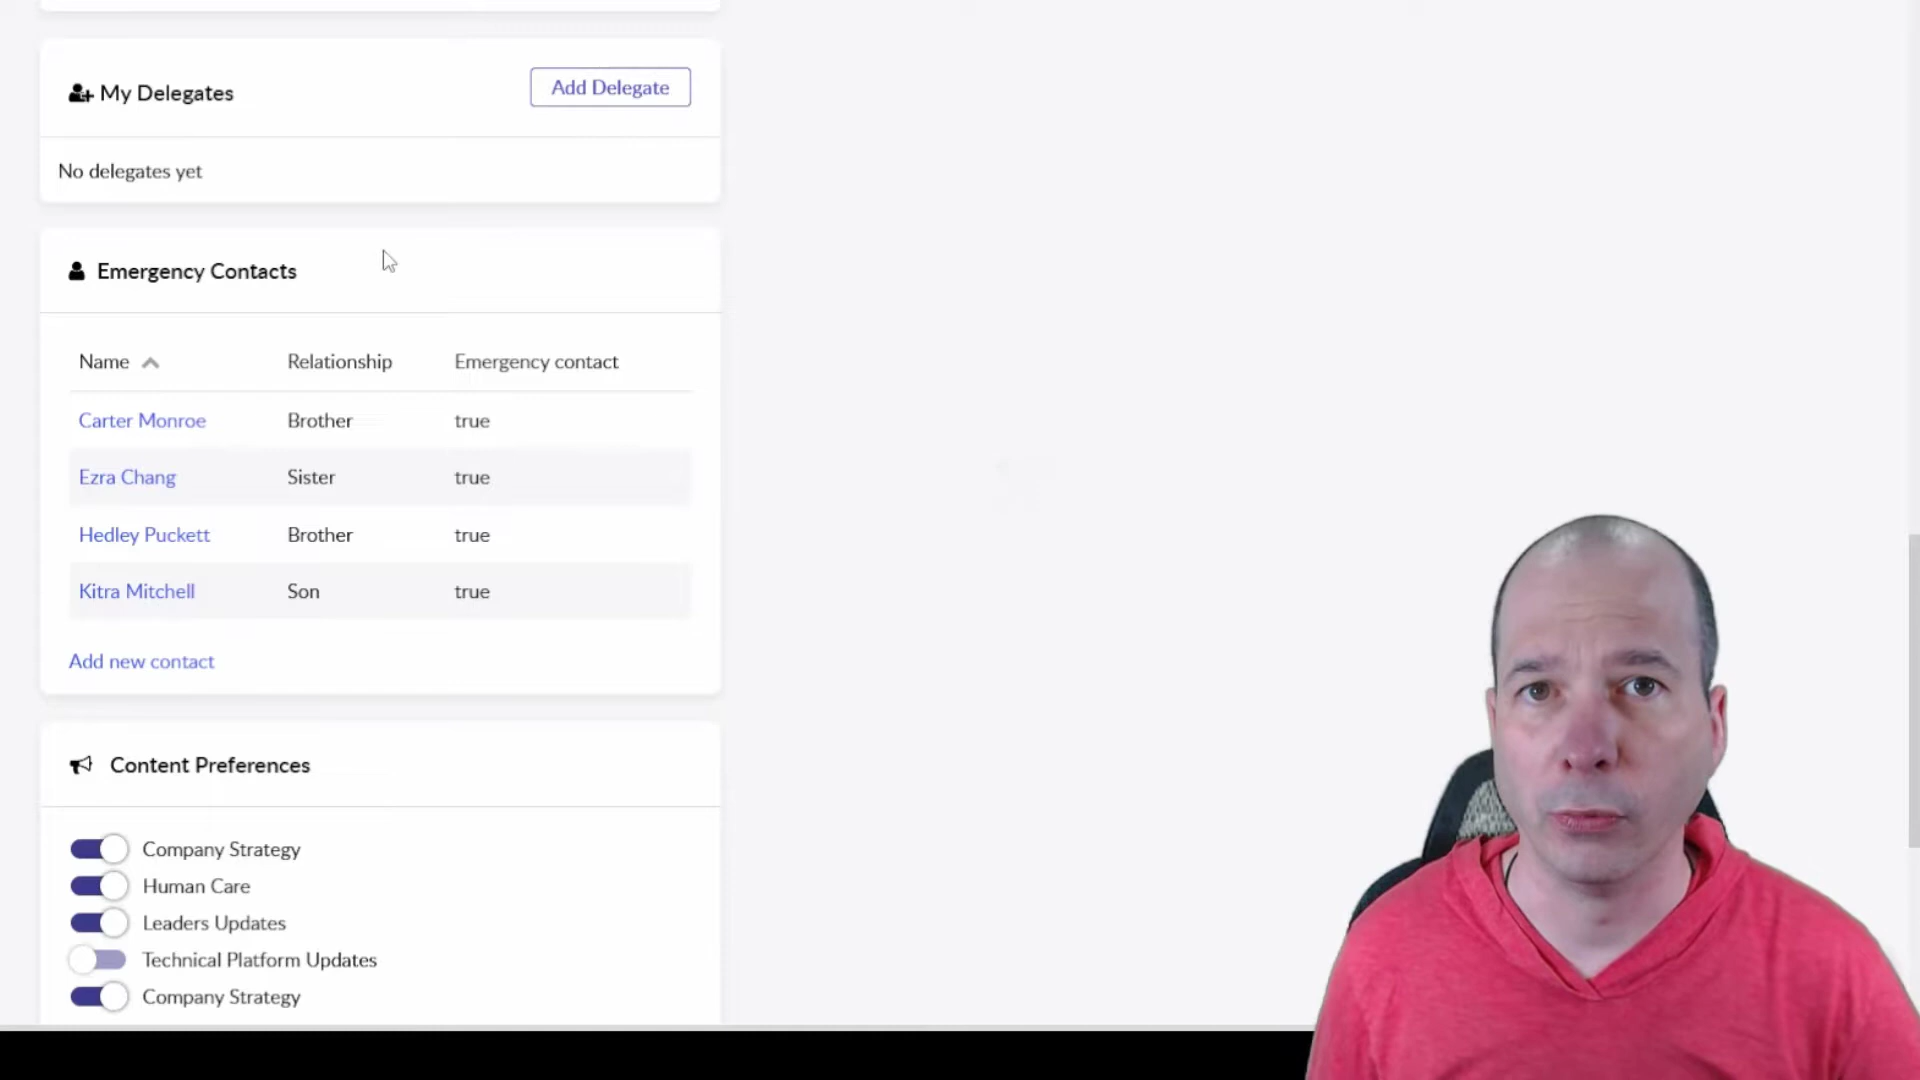 My Delegates
Add Delegate
No delegates yet
Emergency Contacts
Name Relationship Emergency contact
Carter Monroe Brother true
Ezra Chang Sister true
Hedley Puckett Brother true
Kitra Mitchell Son true
Add new contact
Content Preferences
Company Strategy
Human Care
Leaders Updates
Technical Platform Updates
Company Strategy